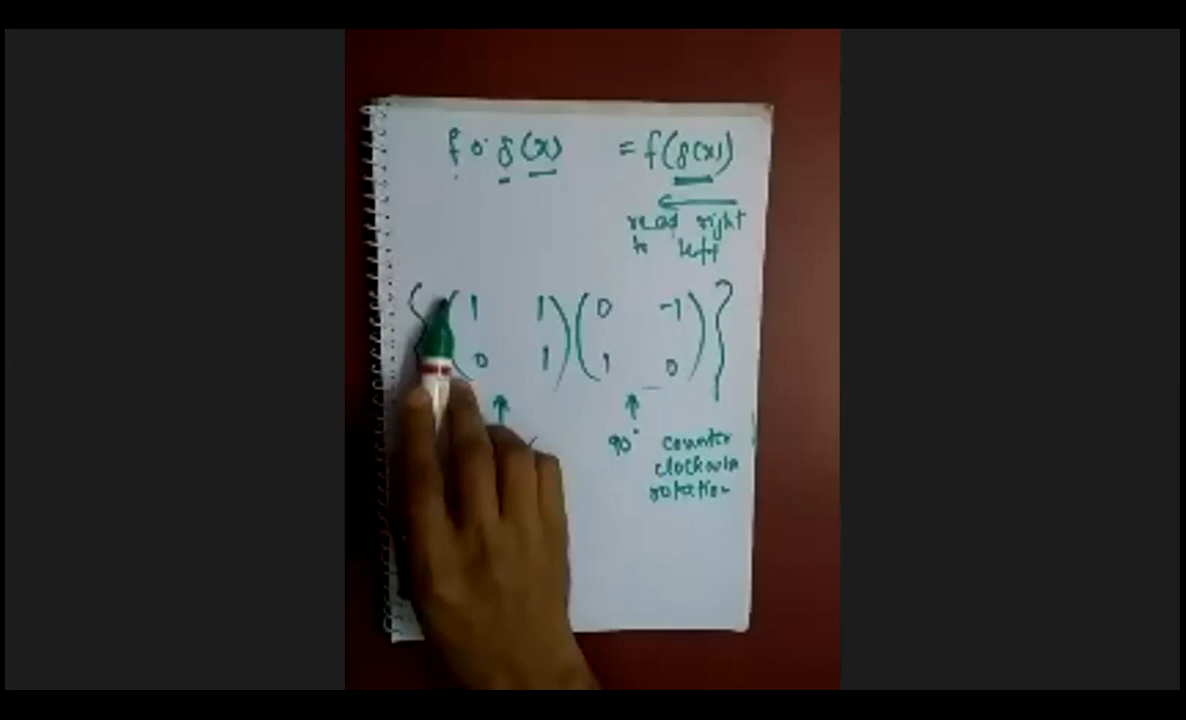 f o g(x) = f(g(x))
←
read right
to left
{ ( 1 1 ) ( 0 -1 ) }
0 1 1 0
↑ ↑
90° counter
clockwise
rotation